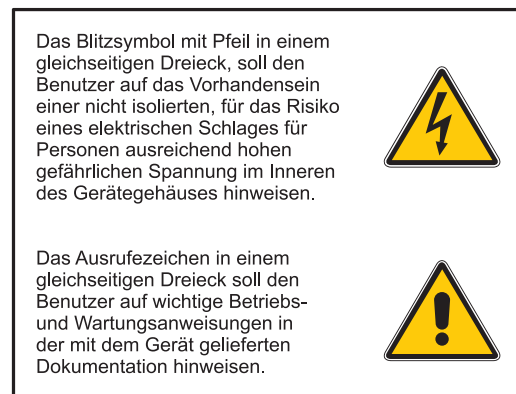 Das Blitzsymbol mit Pfeil in einem
gleichseitigen Dreieck, soll den
Benutzer auf das Vorhandensein
einer nicht isolierten, für das Risiko
eines elektrischen Schlages für
Personen ausreichend hohen
gefährlichen Spannung im Inneren
des Gerätegehäuses hinweisen.
Das Ausrufezeichen in einem
gleichseitigen Dreieck soll den
Benutzer auf wichtige Betriebs-
und Wartungsanweisungen in
der mit dem Gerät gelieferten
Dokumentation hinweisen.